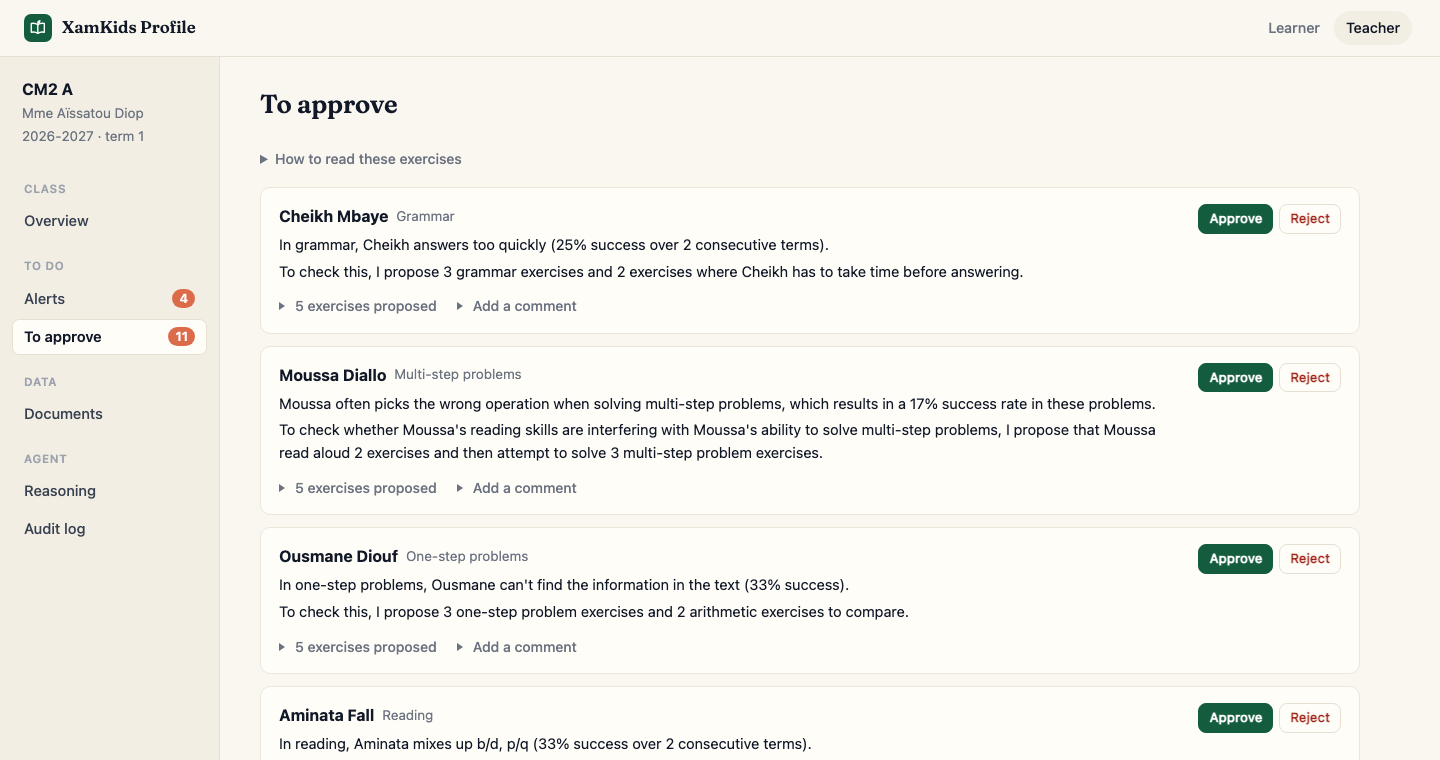 XamKids Profile
Learner
Teacher
CM2 A
Mme Aïssatou Diop
2026-2027 · term 1
CLASS
Overview
TO DO
Alerts 4
To approve 11
DATA
Documents
AGENT
Reasoning
Audit log
To approve
How to read these exercises
Cheikh Mbaye Grammar
Approve Reject
In grammar, Cheikh answers too quickly (25% success over 2 consecutive terms).
To check this, I propose 3 grammar exercises and 2 exercises where Cheikh has to take time before answering.
5 exercises proposed Add a comment
Moussa Diallo Multi-step problems
Approve Reject
Moussa often picks the wrong operation when solving multi-step problems, which results in a 17% success rate in these problems.
To check whether Moussa's reading skills are interfering with Moussa's ability to solve multi-step problems, I propose that Moussa
read aloud 2 exercises and then attempt to solve 3 multi-step problem exercises.
5 exercises proposed Add a comment
Ousmane Diouf One-step problems
Approve Reject
In one-step problems, Ousmane can't find the information in the text (33% success).
To check this, I propose 3 one-step problem exercises and 2 arithmetic exercises to compare.
5 exercises proposed Add a comment
Aminata Fall Reading
Approve Reject
In reading, Aminata mixes up b/d, p/q (33% success over 2 consecutive terms).